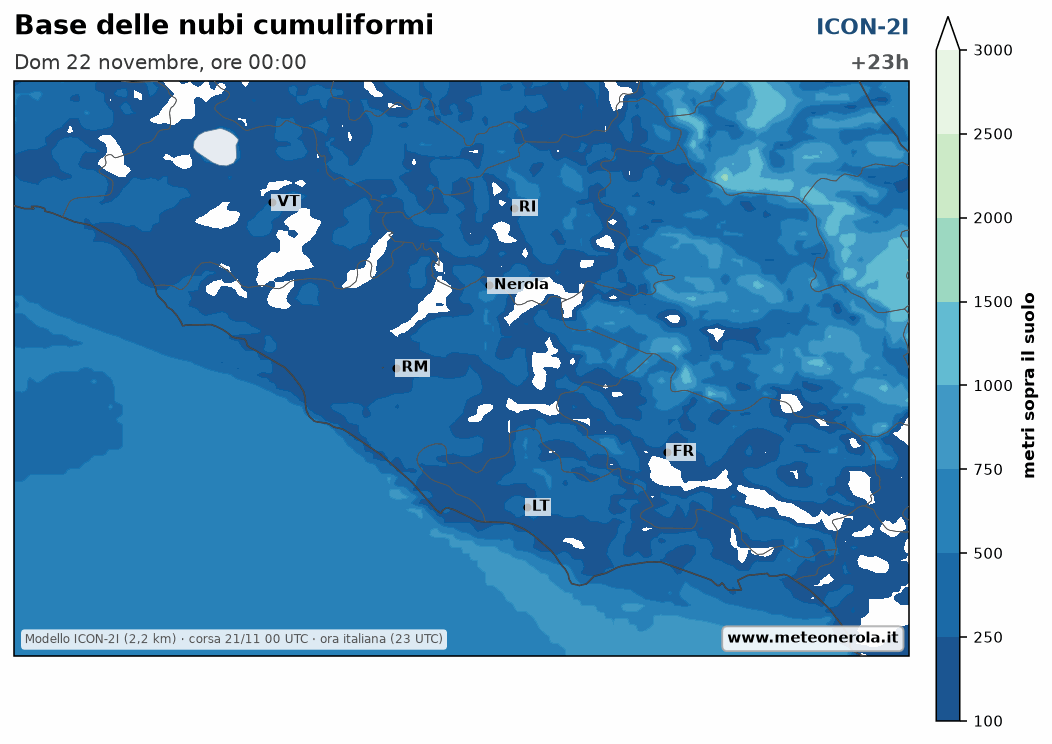 Base delle nubi cumuliformi
ICON-2I
Dom 22 novembre, ore 00:00
+23h
3000
2500
2000
1500
1000
750
500
250
100
metri sopra il suolo
VT
RI
Nerola
RM
FR
LT
Modello ICON-2I (2,2 km) · corsa 21/11 00 UTC · ora italiana (23 UTC)
www.meteonerola.it